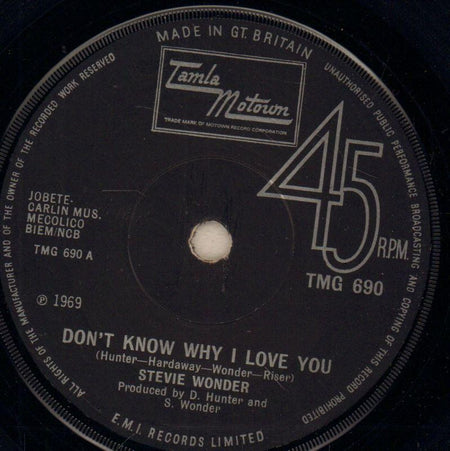 MADE IN GT. BRITAIN
Tamla
Motown
TRADE MARK OF MOTOWN RECORD CORPORATION
45
R.P.M.
TMG 690
JOBETE-
CARLIN MUS.
MECOLICO
BIEM/NCB
TMG 690 A
℗ 1969
DON'T KNOW WHY I LOVE YOU
(Hunter—Hardaway—Wonder—Riser)
STEVIE WONDER
Produced by D. Hunter and
S. Wonder
E.M.I. RECORDS LIMITED
ALL RIGHTS OF THE MANUFACTURER AND OF THE OWNER OF THE RECORDED WORK RESERVED
UNAUTHORISED PUBLIC PERFORMANCE BROADCASTING AND COPYING OF THIS RECORD PROHIBITED